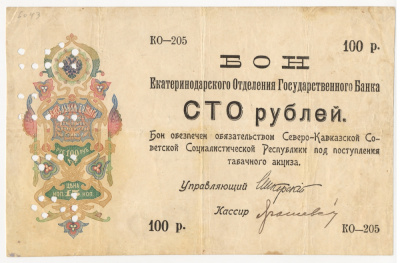 КО—205
100 р.
БОН
Екатеринодарского Отделения Государственного Банка
СТО рублей.
Бон обезпечен обязательством Северо-Кавказской Со-
ветской Социалистической Республики под поступления
табачного акциза.
Управляющий
Кассир
100 р.
КО—205